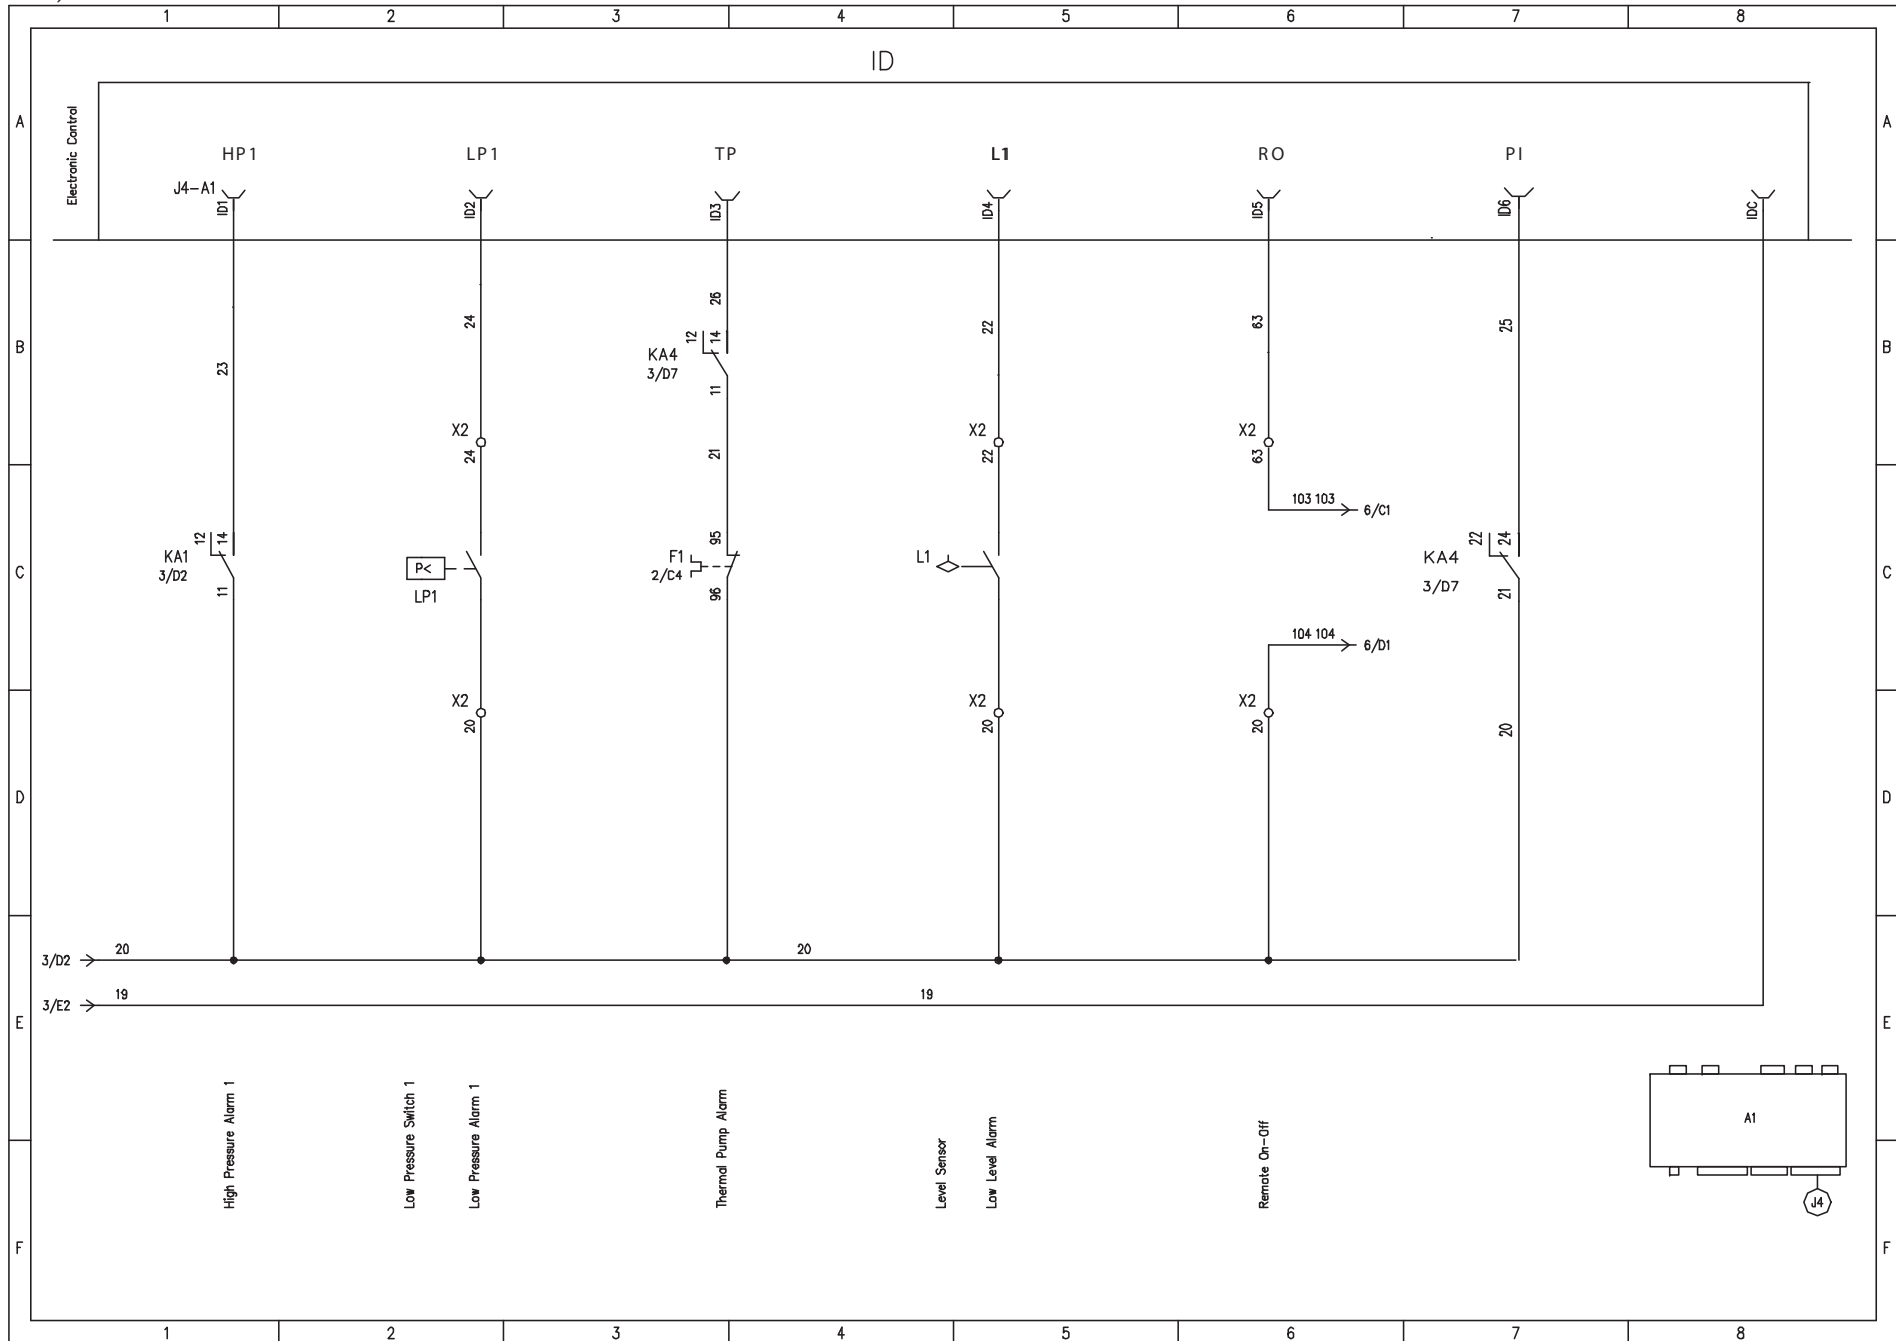 1 2 3 4 5 6 7 8
ID
A Electronic Control A
HP1 LP1 TP L1 RO PI
J4-A1
ID1 ID2 ID3 ID4 ID5 ID6 IDC
26
24 22 63 25
B 12 14 B
KA4
3/D7
23
11
X2 X2 X2
24 21 22 63
103 103 6/C1
12 14 95 22 24
KA1 F1 L1 KA4
3/D2 P< 2/C4 3/D7
C C
LP1
11 96 21
104 104 6/D1
X2 X2 X2
20 20 20 20
D D
20 20
3/D2
19 19
3/E2
E E
High Pressure Alarm 1
Low Pressure Switch 1
Low Pressure Alarm 1
Thermal Pump Alarm
Level Sensor
Low Level Alarm
Remote On-Off
A1
J4
F F
1 2 3 4 5 6 7 8